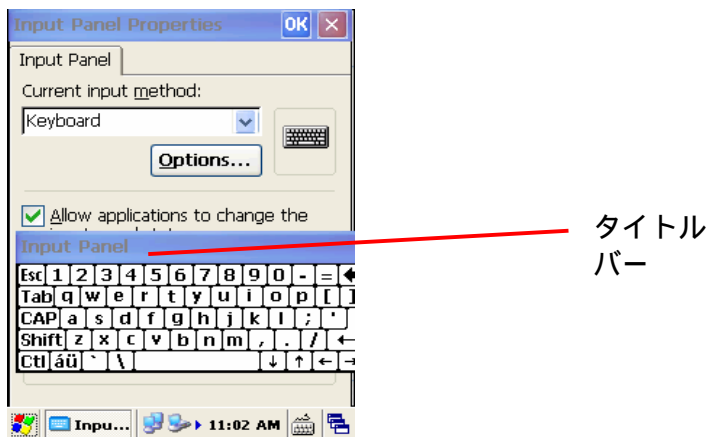 Input Panel Properties OK
Input Panel
Current input method:
Keyboard
Options...
Allow applications to change the
Input Panel
Esc 1 2 3 4 5 6 7 8 9 0 - =
Tab q w e r t y u i o p [ ]
CAP a s d f g h j k l ; '
Shift z x c v b n m , . / ←
Ctl áü ` \ ↓ ↑ ← →
Inpu... 11:02 AM
タイトル
バー